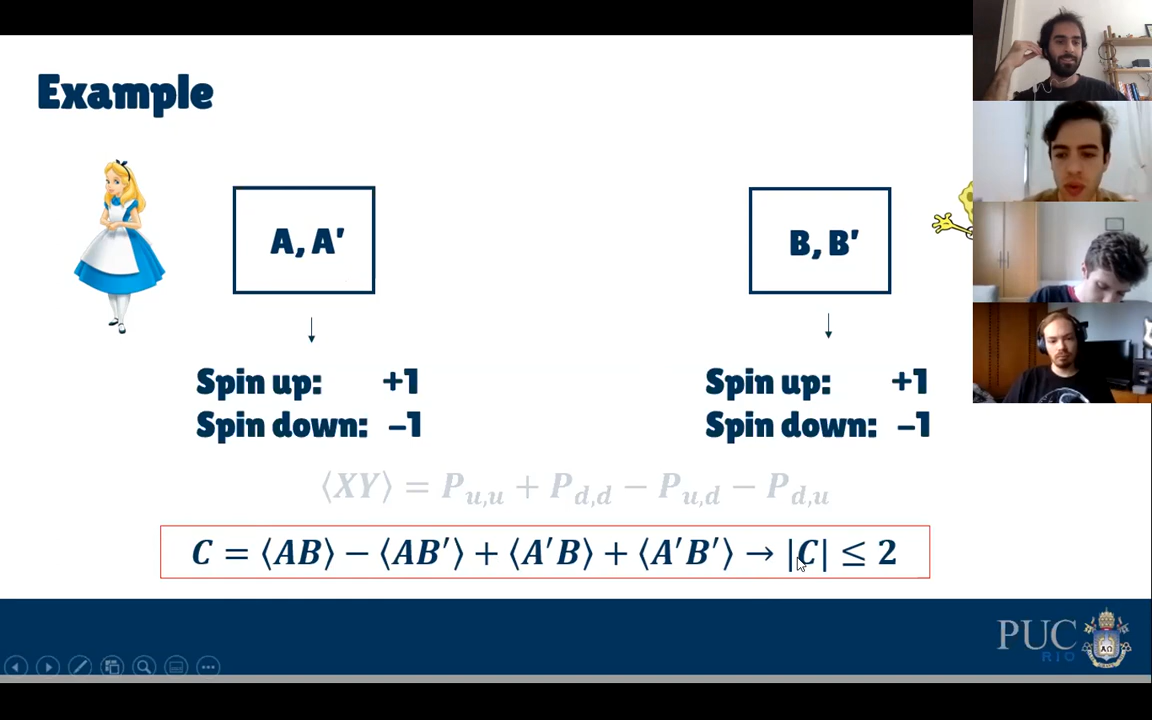 Example
A, A′
B, B′
Spin up: +1
Spin down: −1
Spin up: +1
Spin down: −1
⟨XY⟩ = P_{u,u} + P_{d,d} − P_{u,d} − P_{d,u}
C = ⟨AB⟩ − ⟨AB′⟩ + ⟨A′B⟩ + ⟨A′B′⟩ → |C| ≤ 2
PUC
RIO